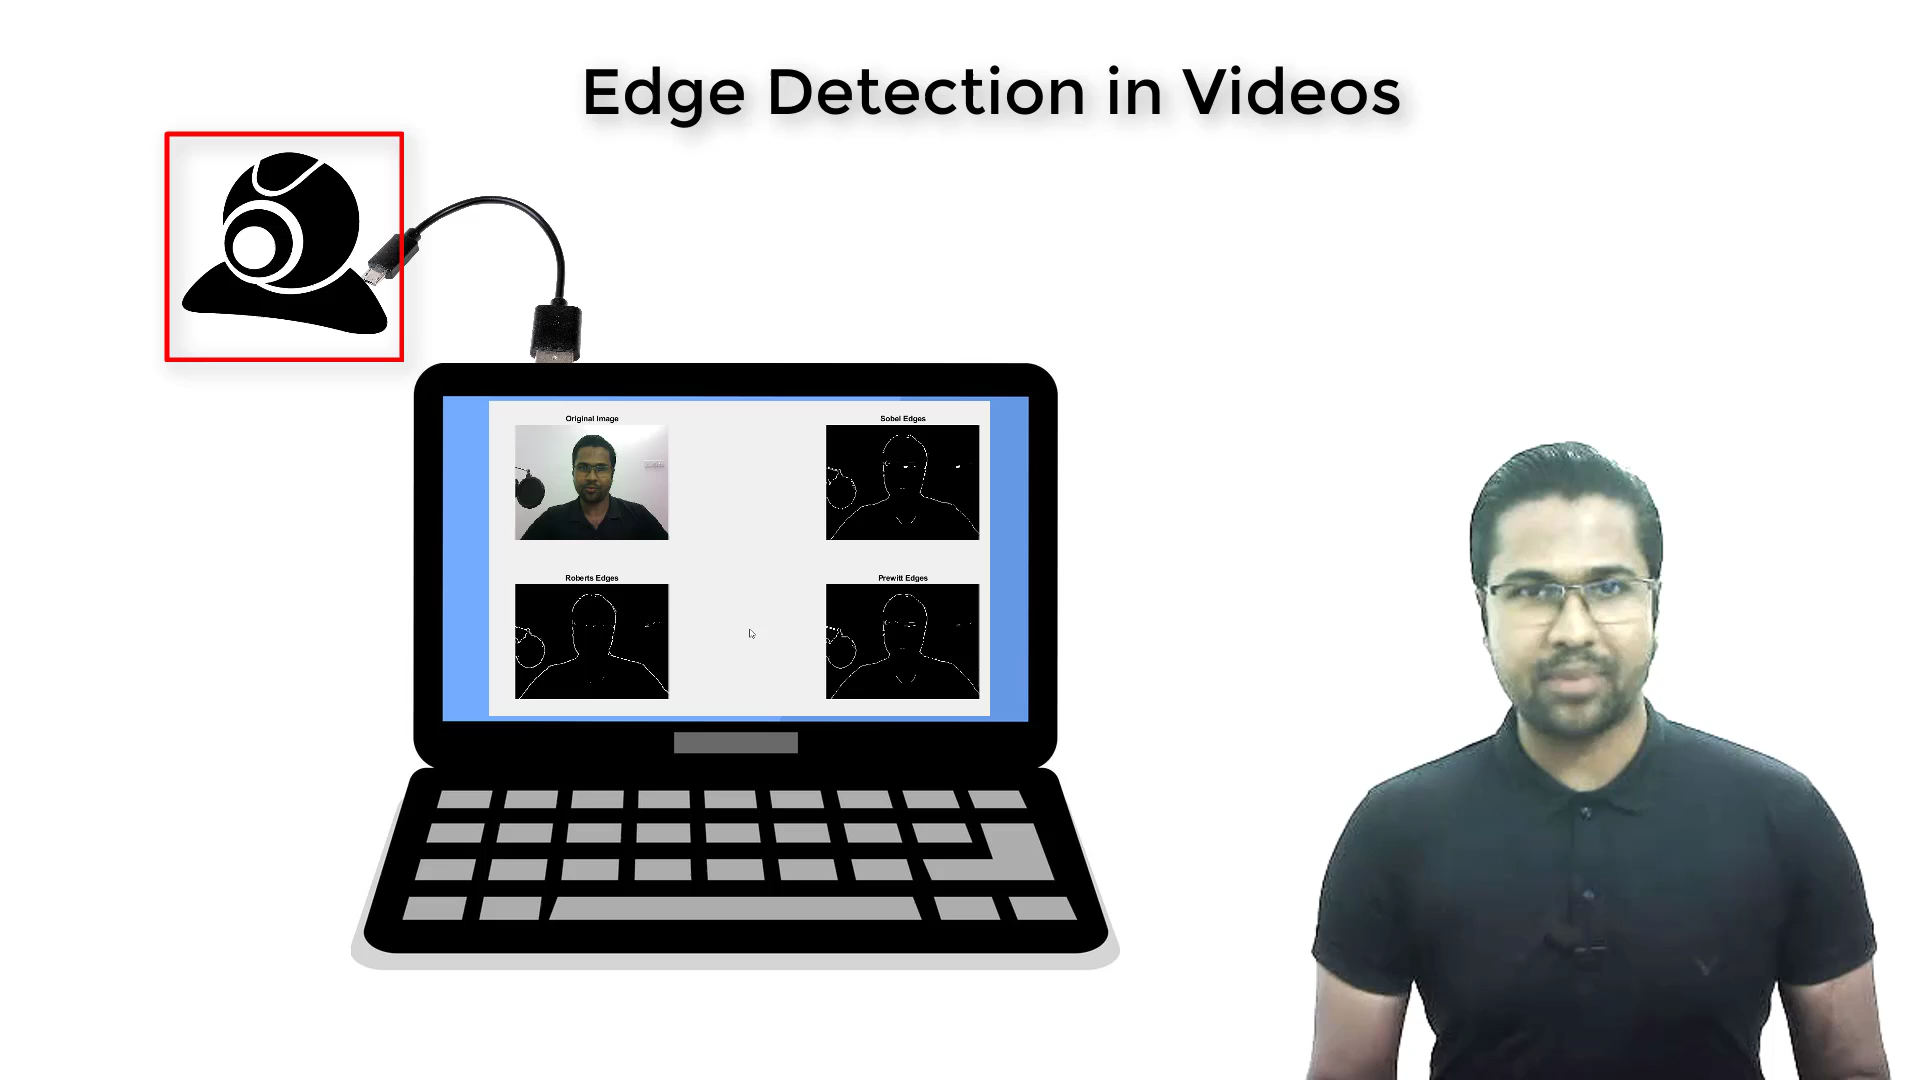 Edge Detection in Videos
Original Image
Sobel Edges
Roberts Edges
Prewitt Edges